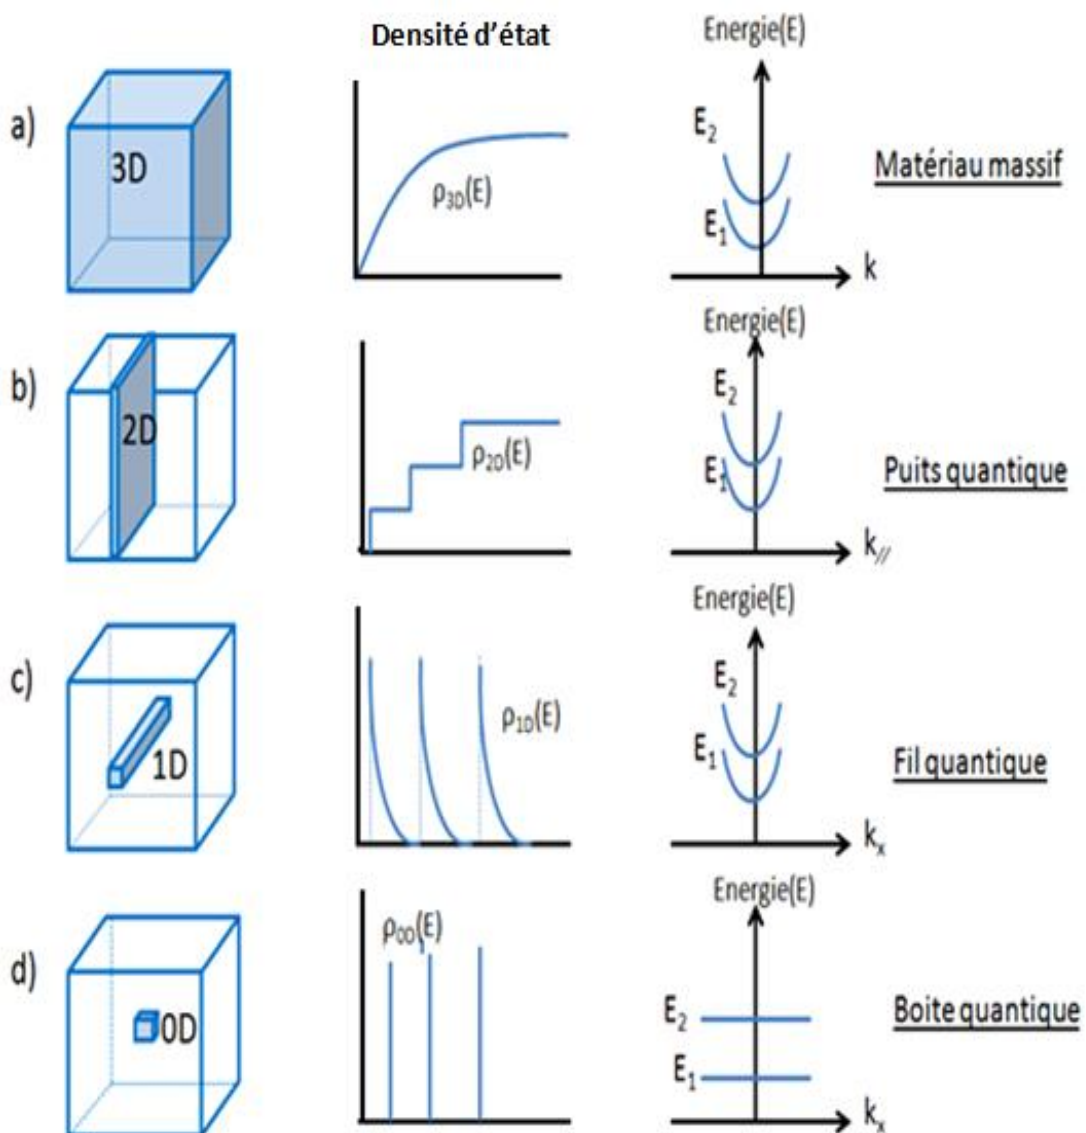 Densité d'état
Energie(E)
a)
3D
ρ3D(E)
E2
E1
k
Matériau massif
Energie(E)
b)
2D
ρ2D(E)
E2
E1
k//
Puits quantique
Energie(E)
c)
1D
ρ1D(E)
E2
E1
kx
Fil quantique
Energie(E)
d)
0D
ρ0D(E)
E2
E1
kx
Boite quantique